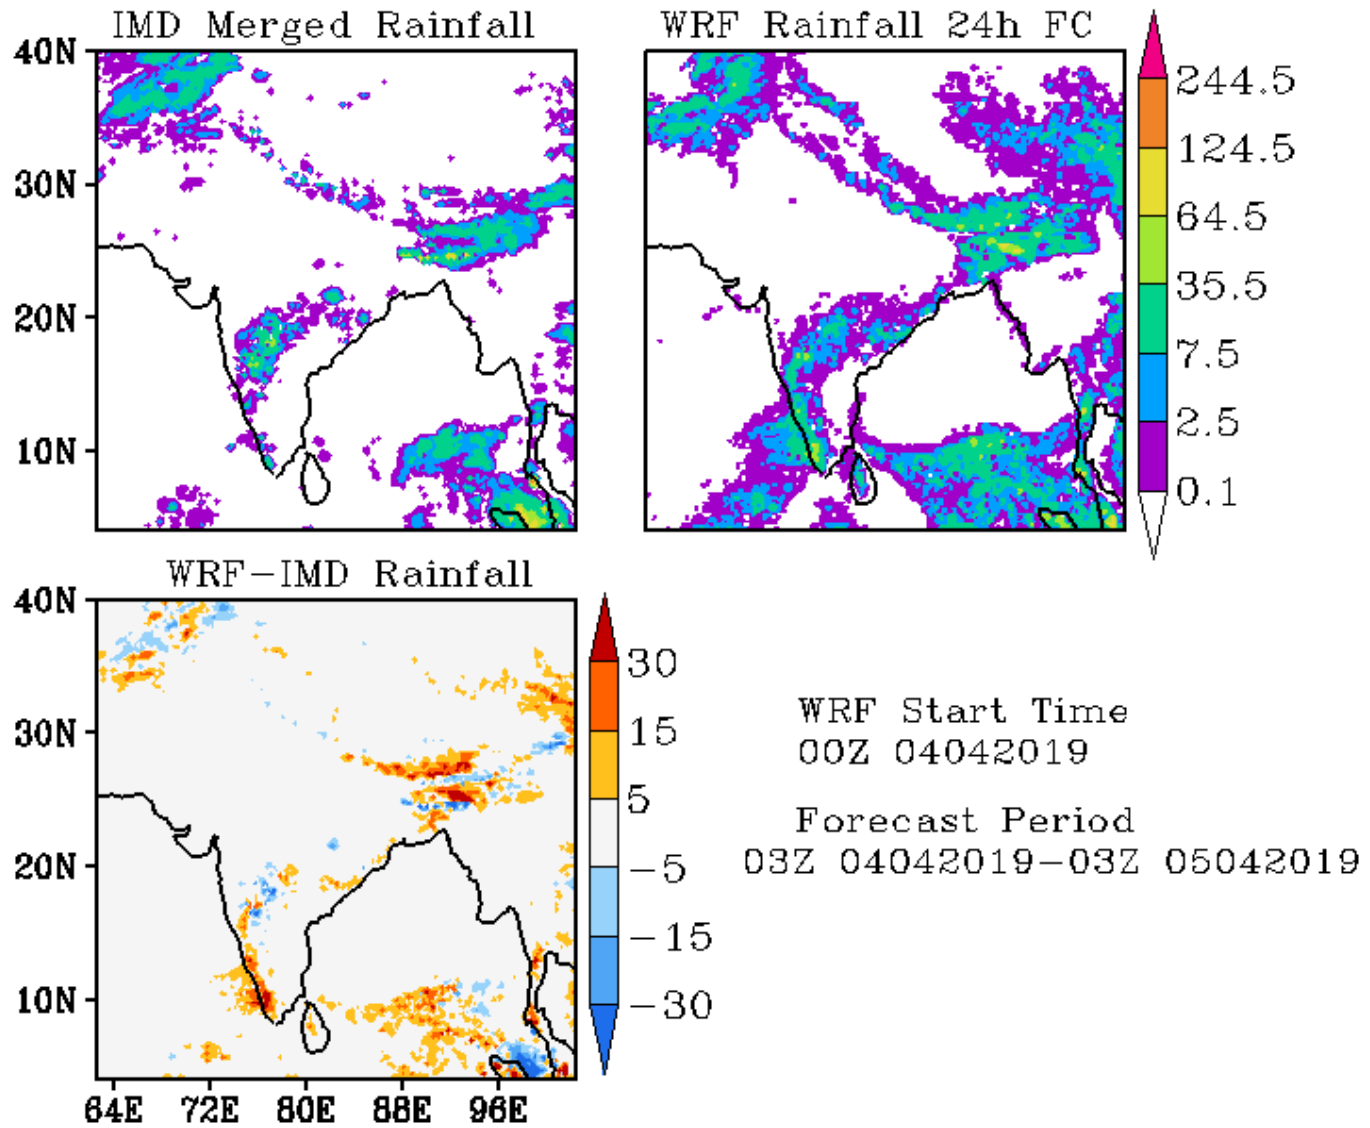 IMD Merged Rainfall
WRF Rainfall 24h FC
40N
30N
20N
10N
244.5
124.5
64.5
35.5
7.5
2.5
0.1
WRF-IMD Rainfall
40N
30N
20N
10N
64E 72E 80E 88E 96E
30
15
5
-5
-15
-30
WRF Start Time
00Z 04042019
Forecast Period
03Z 04042019-03Z 05042019